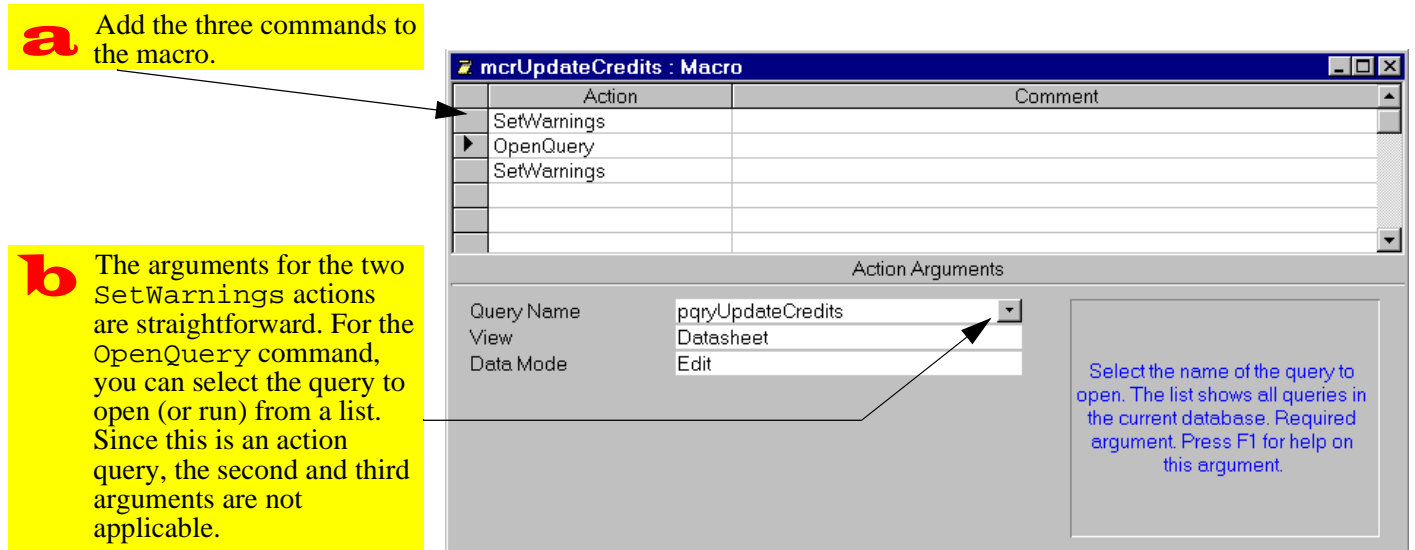 a Add the three commands to
the macro.
mcrUpdateCredits : Macro
Action Comment
SetWarnings
OpenQuery
SetWarnings
Action Arguments
b The arguments for the two
SetWarnings actions
are straightforward. For the
OpenQuery command,
you can select the query to
open (or run) from a list.
Since this is an action
query, the second and third
arguments are not
applicable.
Query Name pqryUpdateCredits
View Datasheet
Data Mode Edit
Select the name of the query to
open. The list shows all queries in
the current database. Required
argument. Press F1 for help on
this argument.